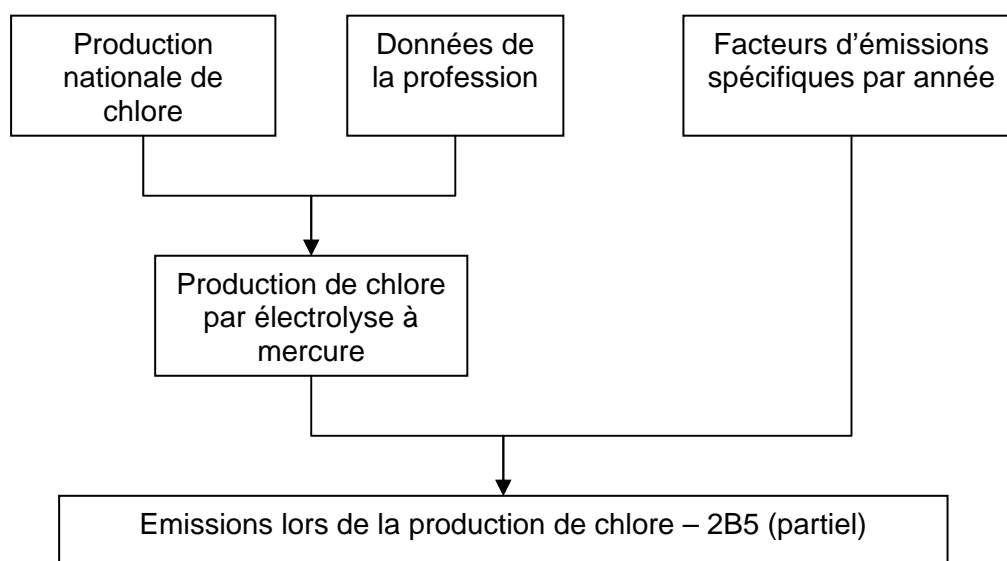 Production
nationale de
chlore
Données de
la profession
Facteurs d’émissions
spécifiques par année
Production de chlore
par électrolyse à
mercure
Emissions lors de la production de chlore – 2B5 (partiel)